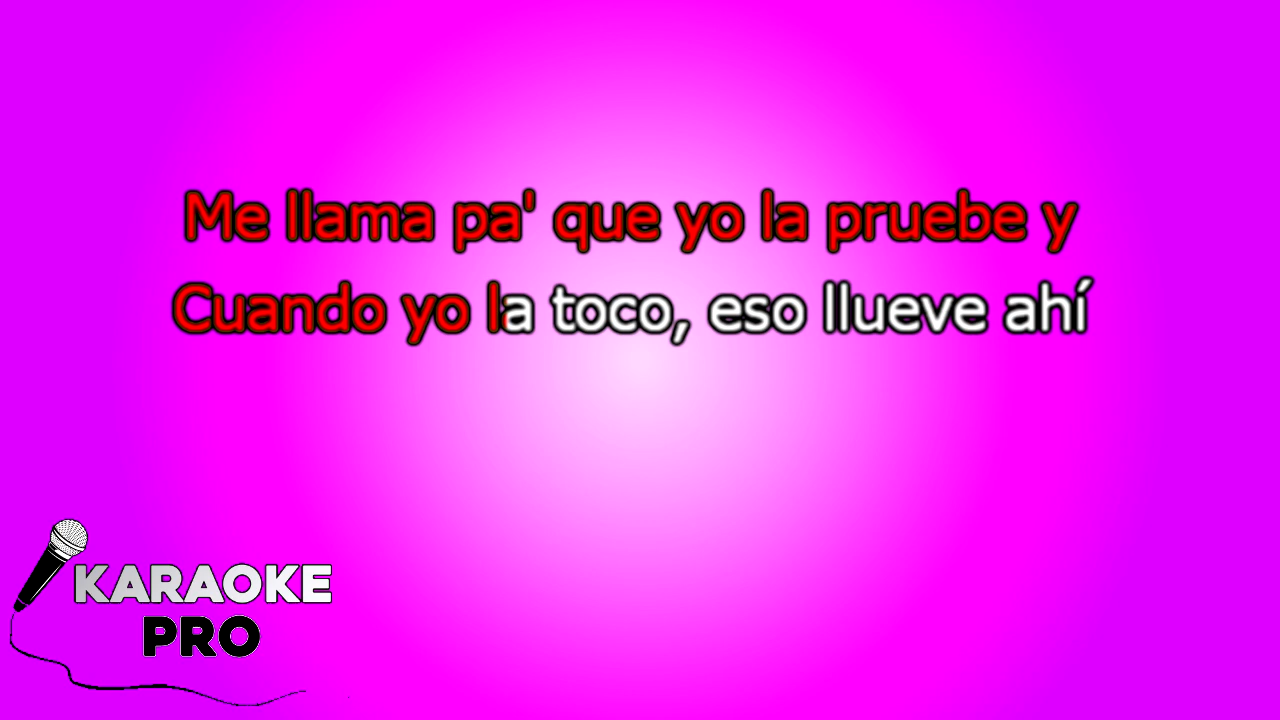 Me llama pa' que yo la pruebe y
Cuando yo la toco, eso llueve ahí
KARAOKE
PRO